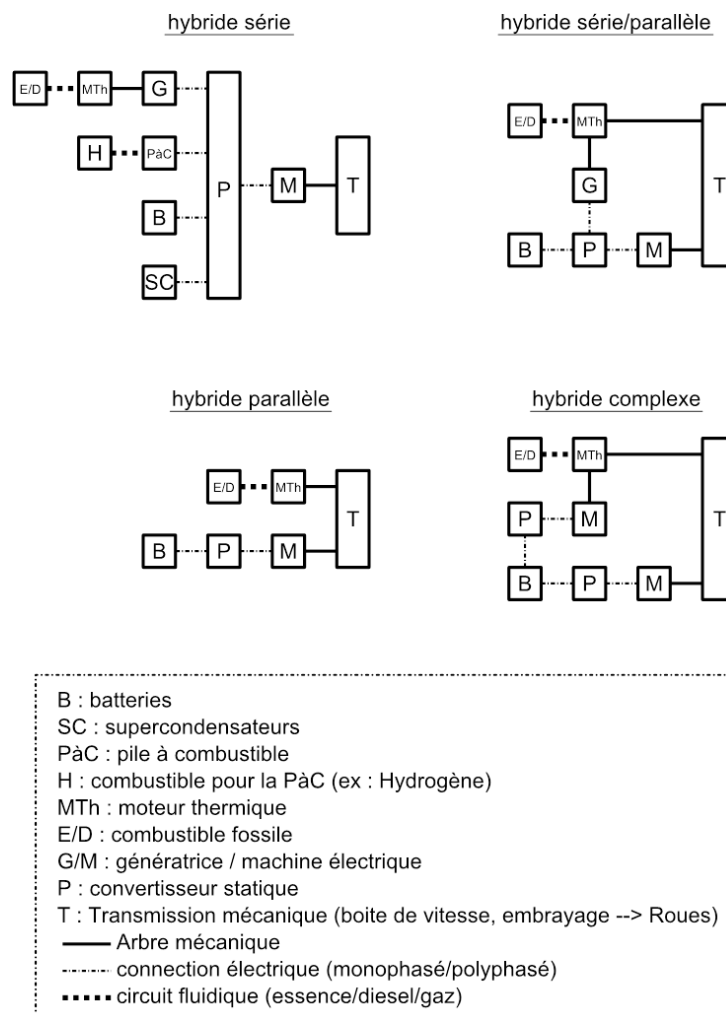 hybride série
hybride série/parallèle
E/D MTh G
H PàC
B
SC
P
M
T
E/D MTh
G
B P M
T
hybride parallèle
hybride complexe
E/D MTh
B P M
T
E/D MTh
P M
B P M
T
B : batteries
SC : supercondensateurs
PàC : pile à combustible
H : combustible pour la PàC (ex : Hydrogène)
MTh : moteur thermique
E/D : combustible fossile
G/M : génératrice / machine électrique
P : convertisseur statique
T : Transmission mécanique (boite de vitesse, embrayage --> Roues)
Arbre mécanique
connection électrique (monophasé/polyphasé)
circuit fluidique (essence/diesel/gaz)